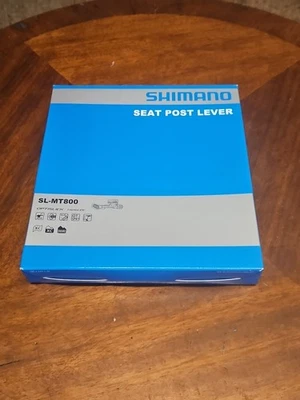 SHIMANO
SEAT POST LEVER
SL-MT800